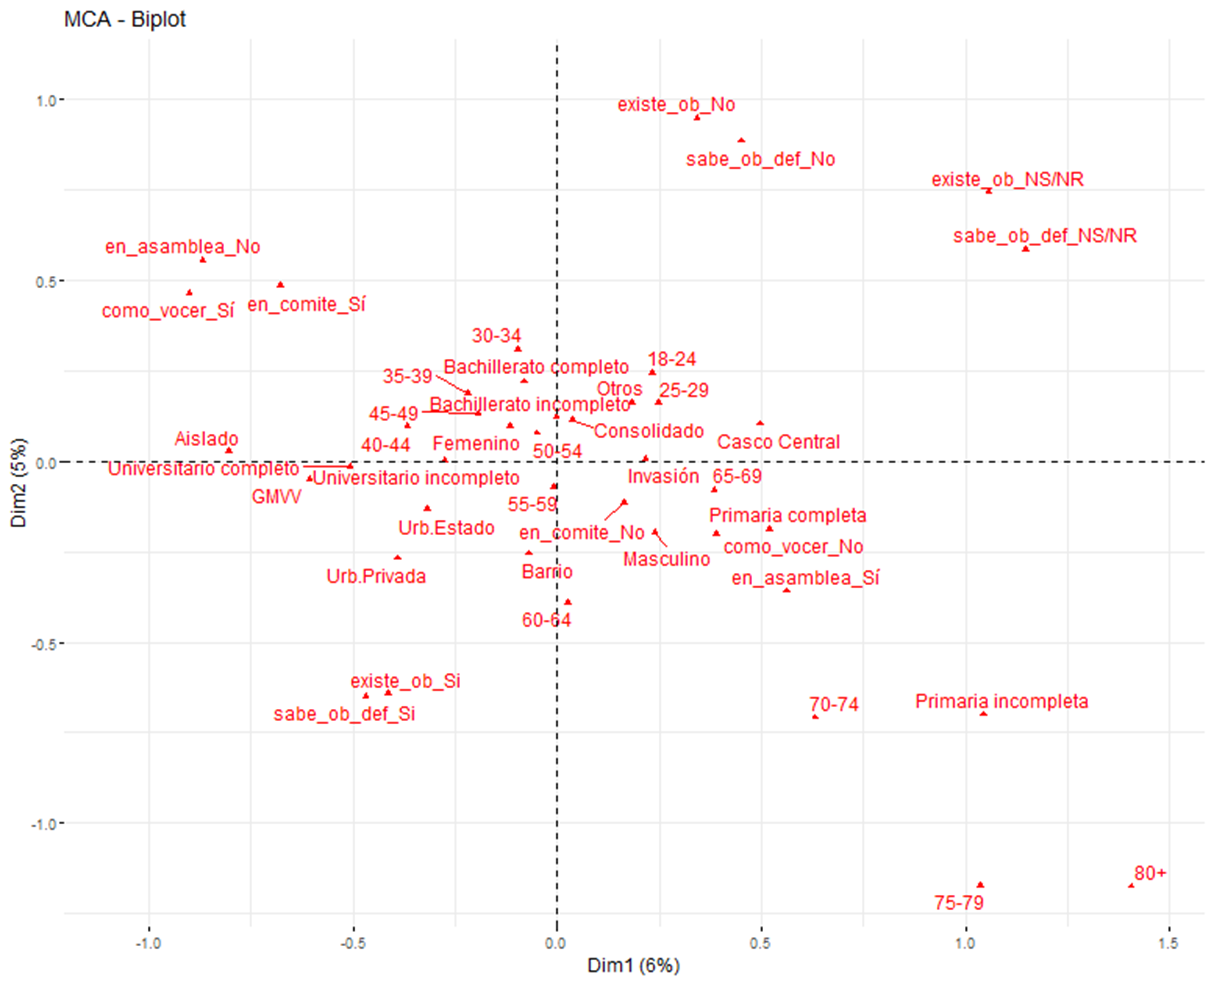 MCA - Biplot
existe_ob_No
sabe_ob_def_No
existe_ob_NS/NR
sabe_ob_def_NS/NR
en_asamblea_No
como_vocer_Sí
en_comite_Sí
30-34
Bachillerato completo
18-24
35-39
Otros
25-29
Bachillerato incompleto
45-49
Consolidado
40-44
Femenino
50-54
Casco Central
Aislado
Universitario completo
Universitario incompleto
Invasión
65-69
GMVV
55-59
Primaria completa
Urb.Estado
en_comite_No
como_vocer_No
Masculino
Urb.Privada
Barrio
en_asamblea_Sí
60-64
existe_ob_Si
sabe_ob_def_Si
70-74
Primaria incompleta
80+
75-79
1.0
0.5
0.0
-0.5
-1.0
Dim2 (5%)
-1.0
-0.5
0.0
0.5
1.0
1.5
Dim1 (6%)